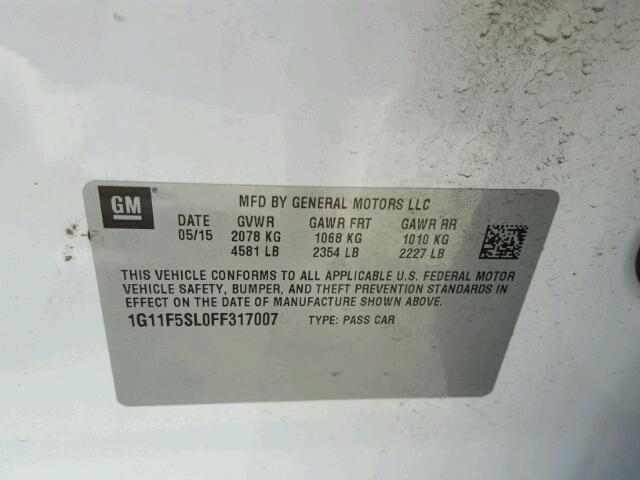 GM ®
MFD BY GENERAL MOTORS LLC
DATE GVWR GAWR FRT GAWR RR
05/15 2078 KG 1068 KG 1010 KG
4581 LB 2354 LB 2227 LB
THIS VEHICLE CONFORMS TO ALL APPLICABLE U.S. FEDERAL MOTOR
VEHICLE SAFETY, BUMPER, AND THEFT PREVENTION STANDARDS IN
EFFECT ON THE DATE OF MANUFACTURE SHOWN ABOVE.
1G11F5SL0FF317007 TYPE: PASS CAR